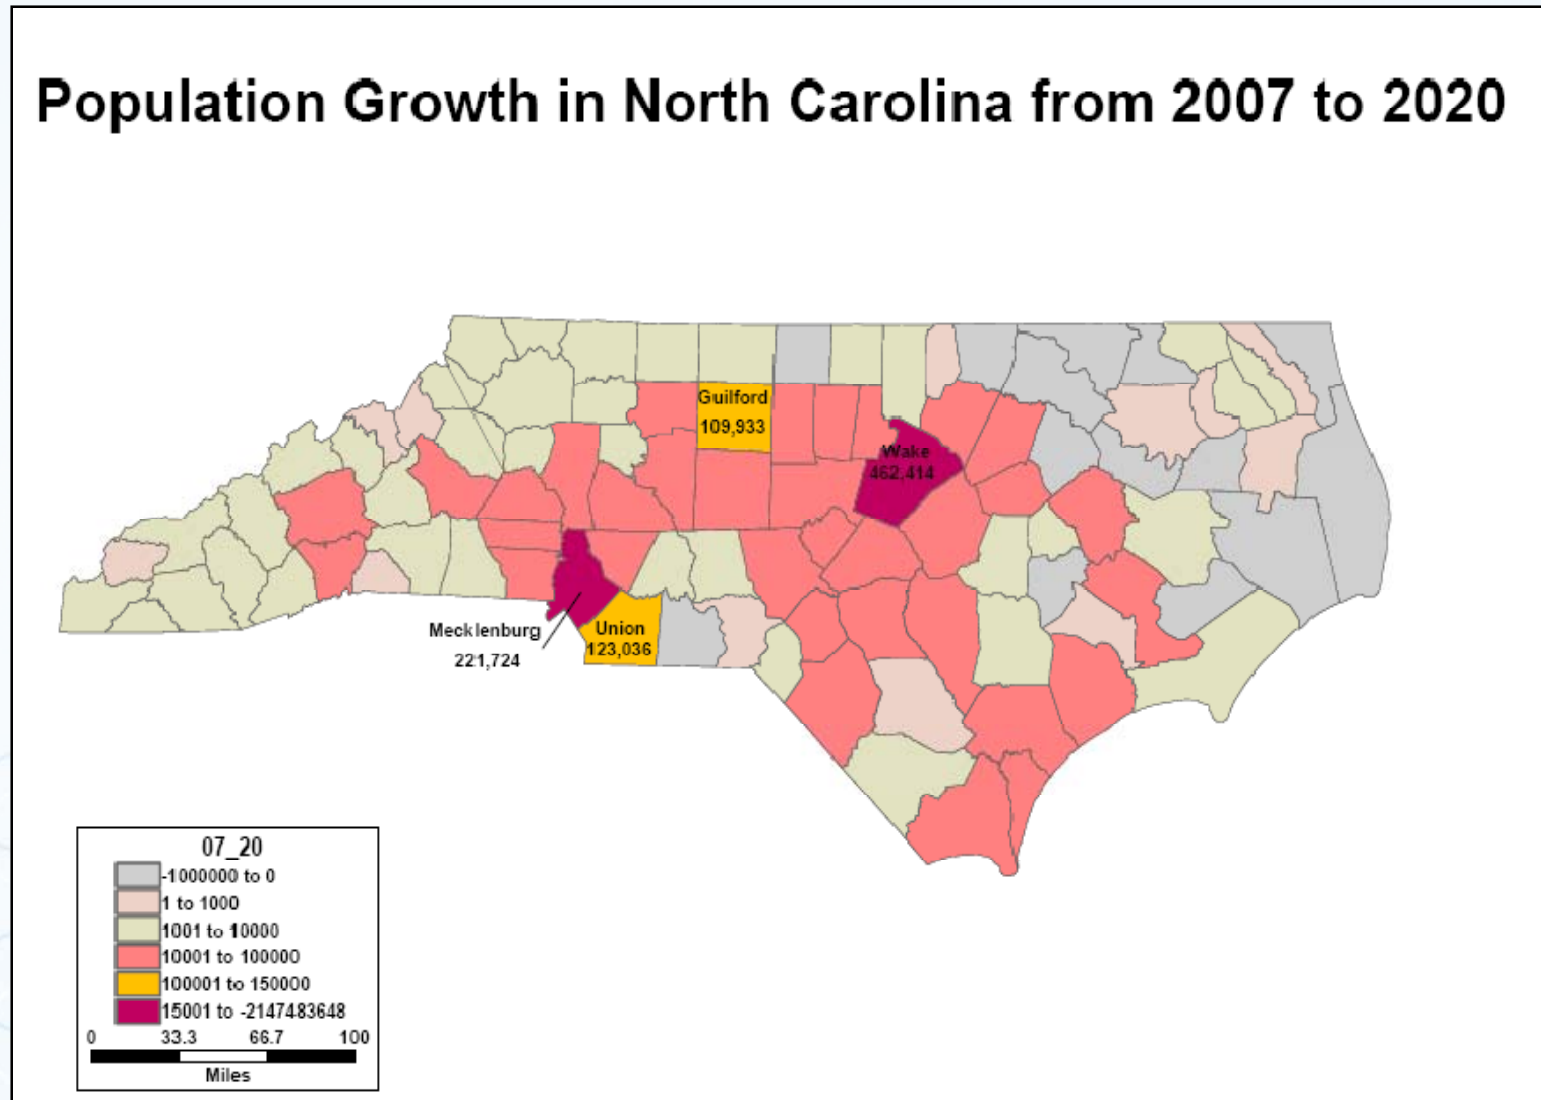 Population Growth in North Carolina from 2007 to 2020
Guilford
109,933
Wake
462,414
Mecklenburg
221,724
Union
123,036
07_20
-1000000 to 0
1 to 1000
1001 to 10000
10001 to 100000
100001 to 150000
15001 to -2147483648
0 33.3 66.7 100
Miles